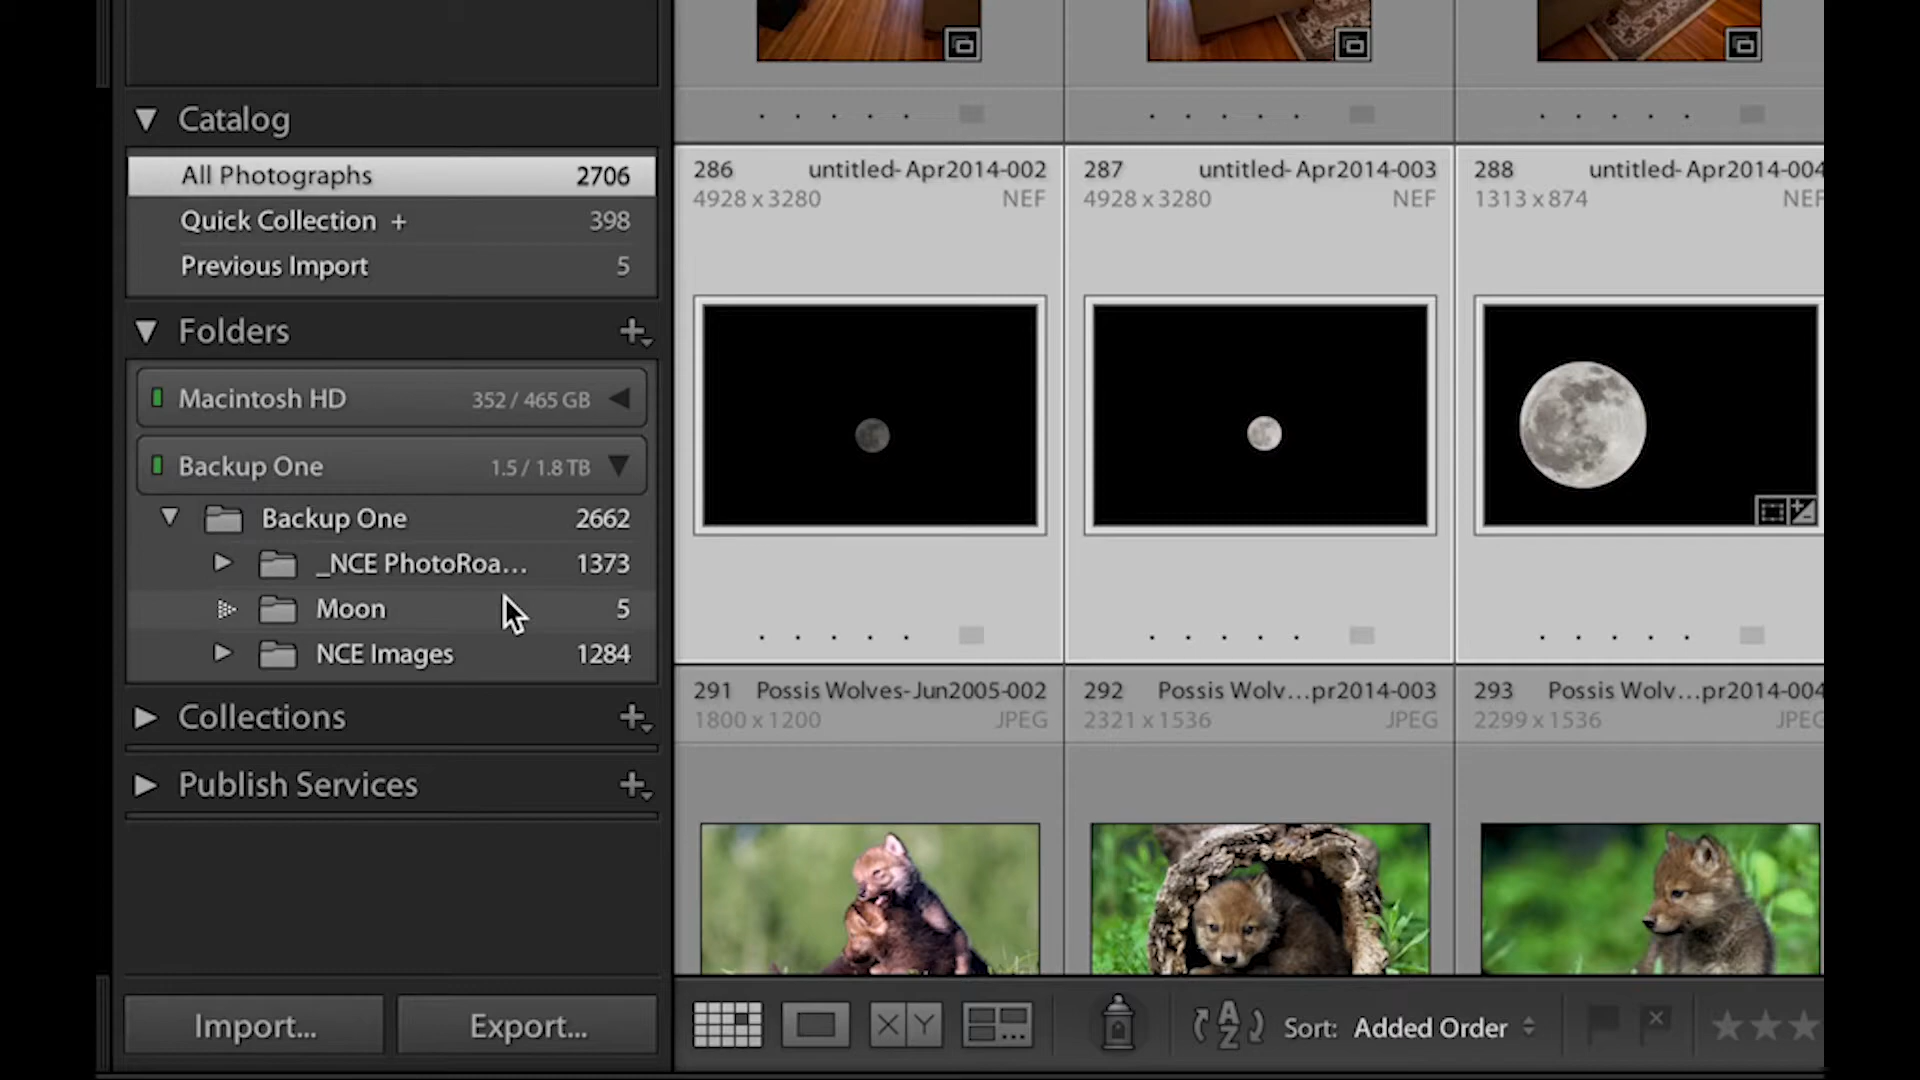 Catalog
All Photographs 2706
Quick Collection + 398
Previous Import 5
Folders
Macintosh HD 352 / 465 GB
Backup One 1.5 / 1.8 TB
Backup One 2662
_NCE PhotoRoa... 1373
Moon 5
NCE Images 1284
Collections
Publish Services
Import...
Export...
286 untitled- Apr2014-002
4928 x 3280 NEF
287 untitled- Apr2014-003
4928 x 3280 NEF
288 untitled- Apr2014-004
1313 x 874 NEF
291 Possis Wolves-Jun2005-002
1800 x 1200 JPEG
292 Possis Wolv...pr2014-003
2321 x 1536 JPEG
293 Possis Wolv...pr2014-004
2299 x 1536 JPEG
X Y
A Z
Sort: Added Order